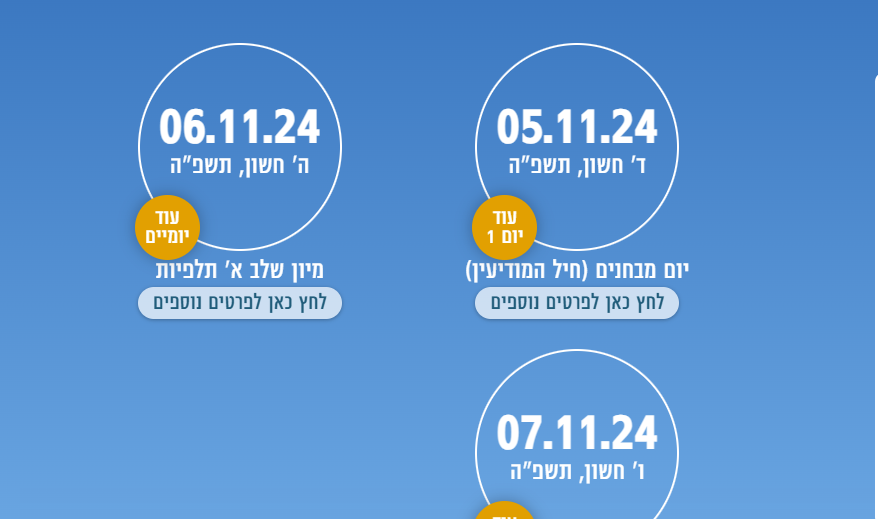 05.11.24
ד' חשון, תשפ"ה
עוד
יום 1
יום מבחנים (חיל המודיעין)
לחץ כאן לפרטים נוספים
06.11.24
ה' חשון, תשפ"ה
עוד
יומיים
מיון שלב א' תלפיות
לחץ כאן לפרטים נוספים
07.11.24
ו' חשון, תשפ"ה